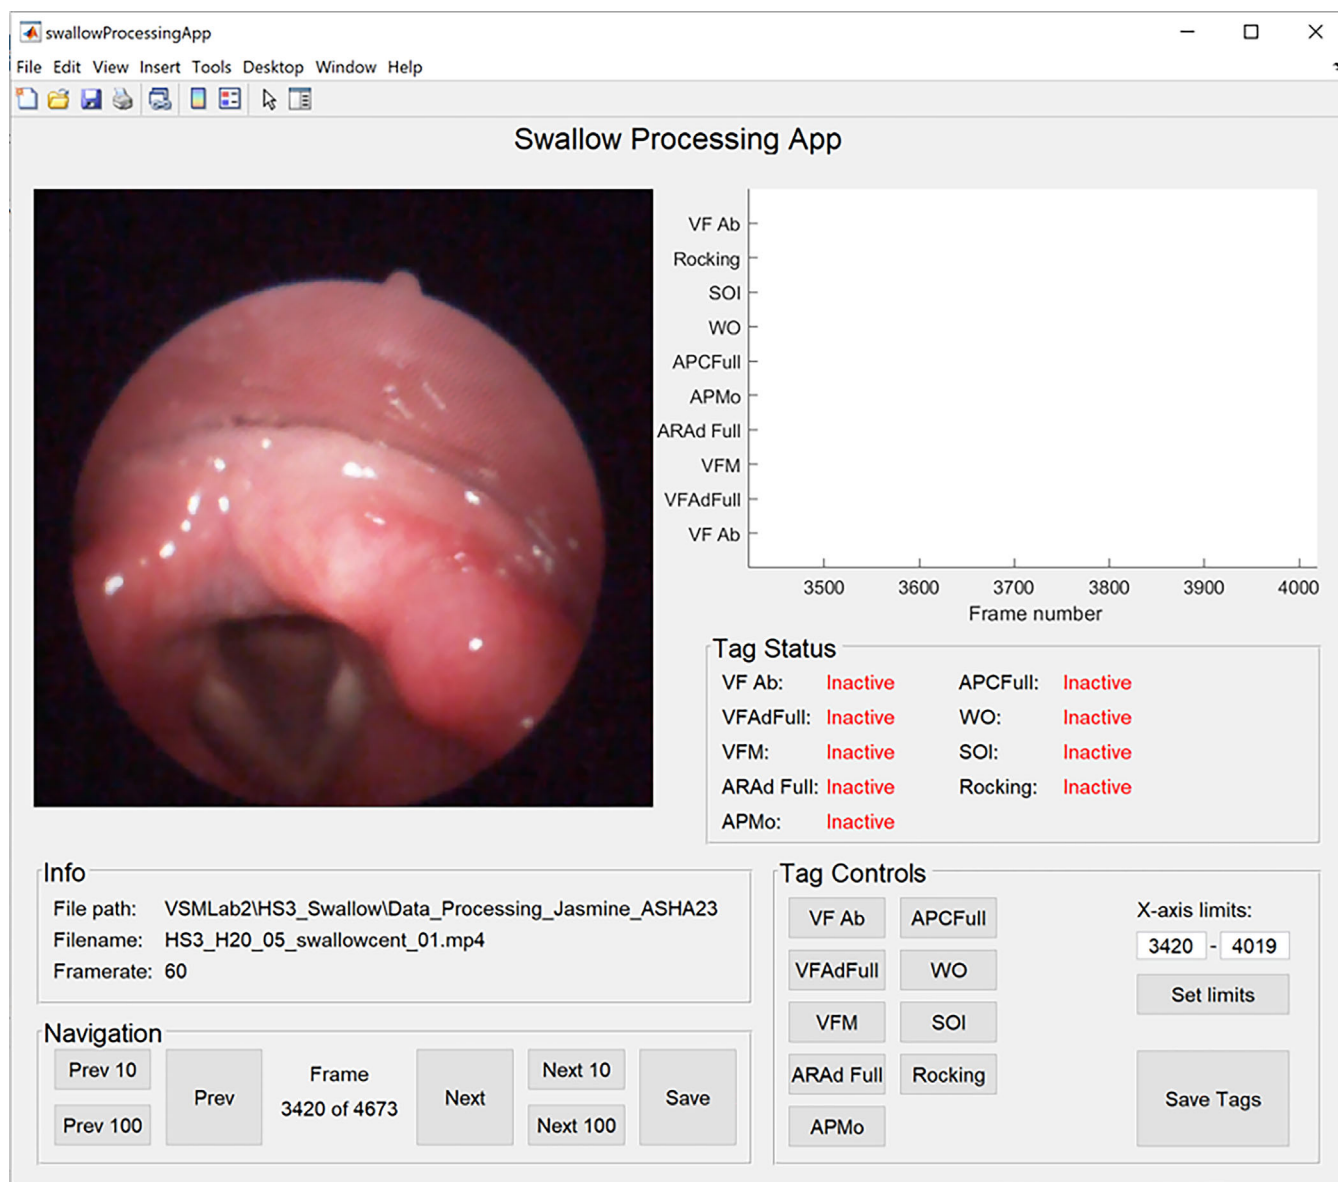 swallowProcessingApp
File Edit View Insert Tools Desktop Window Help
Swallow Processing App
VF Ab
Rocking
SOI
WO
APCFull
APMo
ARAd Full
VFM
VFAdFull
VF Ab
3500 3600 3700 3800 3900 4000
Frame number
Tag Status
VF Ab: Inactive APCFull: Inactive
VFAdFull: Inactive WO: Inactive
VFM: Inactive SOI: Inactive
ARAd Full: Inactive Rocking: Inactive
APMo: Inactive
Info
File path: VSMLab2\HS3_Swallow\Data_Processing_Jasmine_ASHA23
Filename: HS3_H20_05_swallowcent_01.mp4
Framerate: 60
Navigation
Prev 10
Prev 100
Prev
Frame
3420 of 4673
Next
Next 10
Next 100
Save
Tag Controls
VF Ab APCFull
VFAdFull WO
VFM SOI
ARAd Full Rocking
APMo
X-axis limits:
3420 - 4019
Set limits
Save Tags